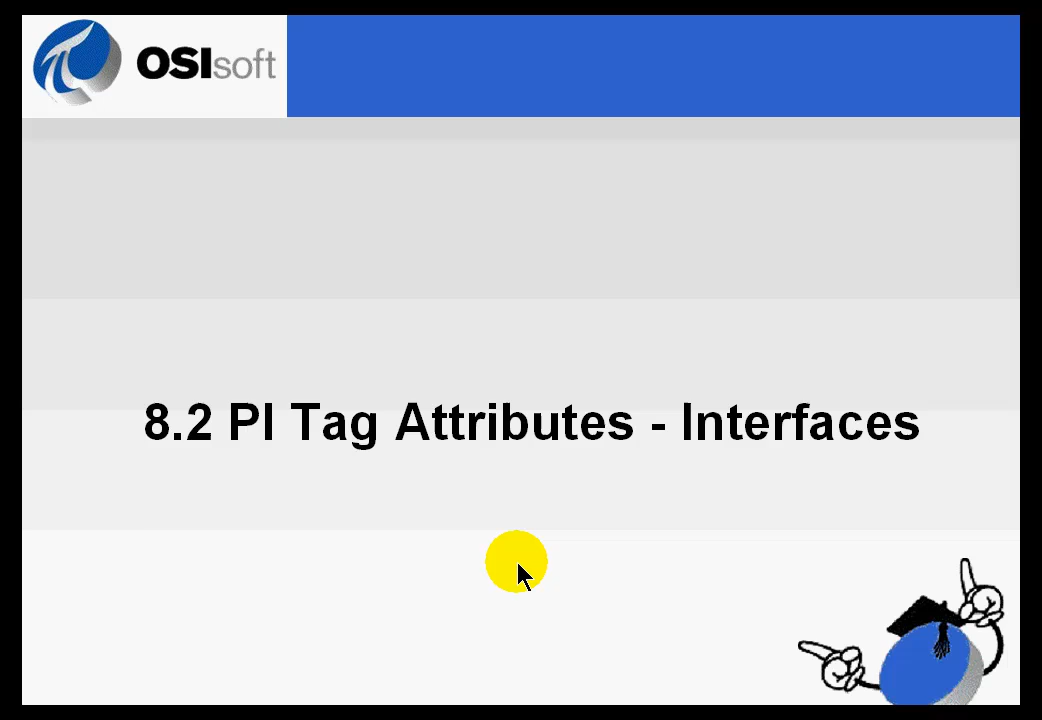 OSIsoft
8.2 PI Tag Attributes - Interfaces